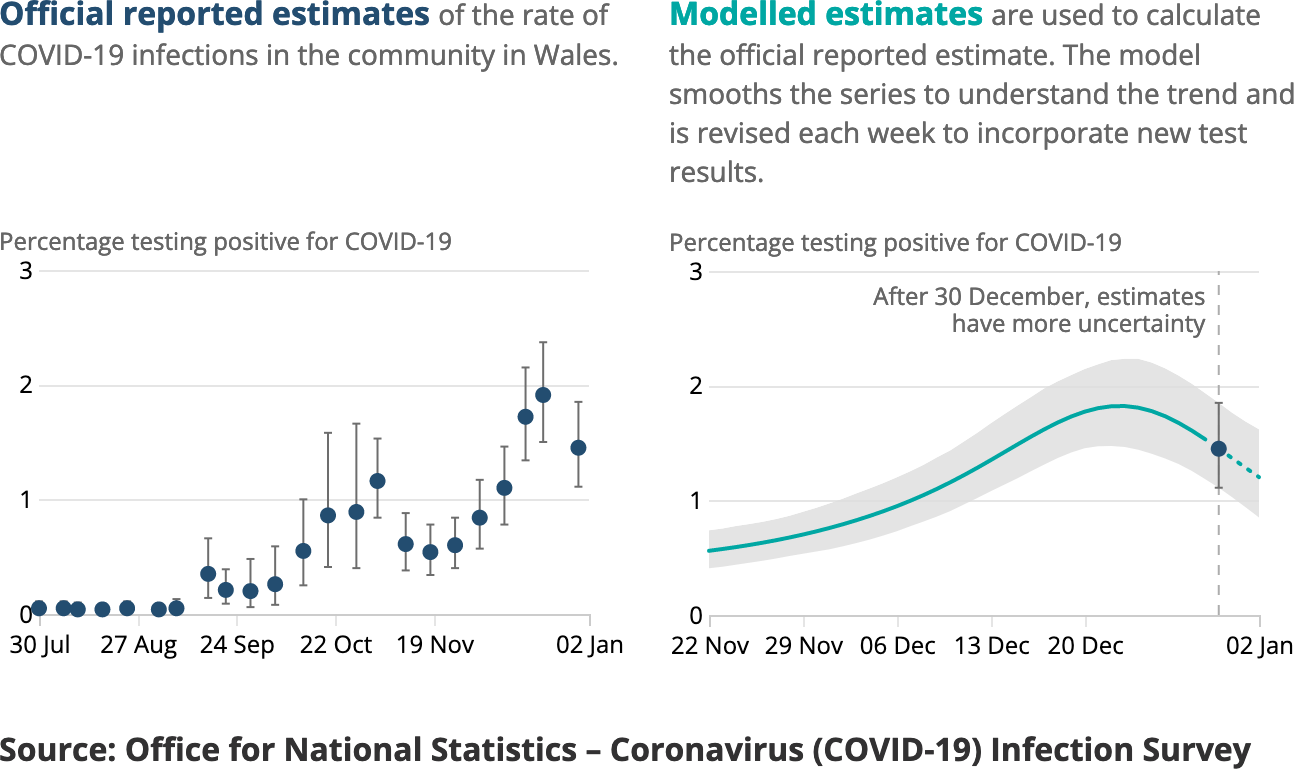 Official reported estimates of the rate of
COVID-19 infections in the community in Wales.
Modelled estimates are used to calculate
the official reported estimate. The model
smooths the series to understand the trend and
is revised each week to incorporate new test
results.
Percentage testing positive for COVID-19
3
2
1
0
30 Jul 27 Aug 24 Sep 22 Oct 19 Nov 02 Jan
Percentage testing positive for COVID-19
3
After 30 December, estimates
have more uncertainty
2
1
0
22 Nov 29 Nov 06 Dec 13 Dec 20 Dec 02 Jan
Source: Office for National Statistics – Coronavirus (COVID-19) Infection Survey